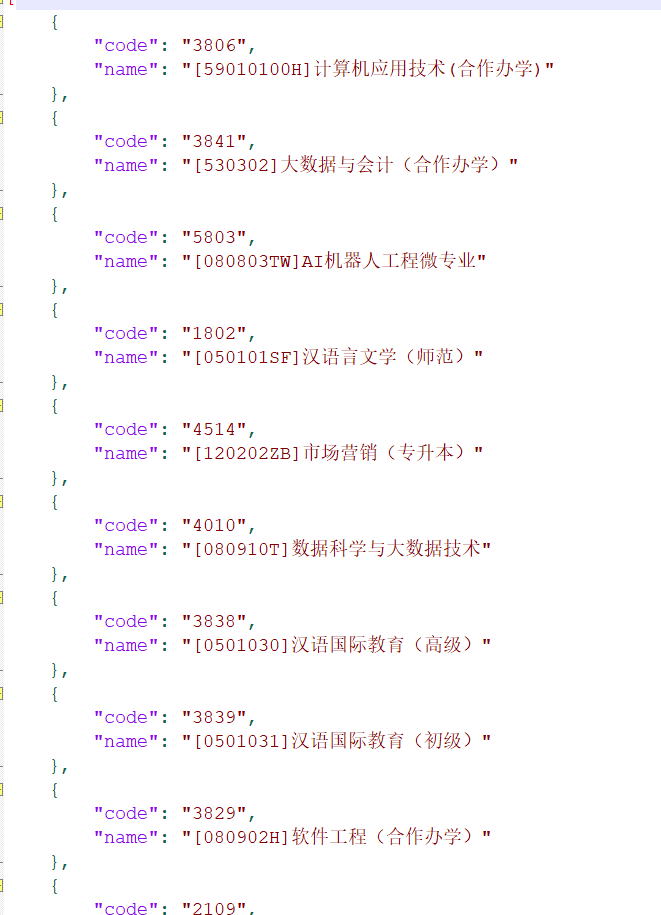 [
{
"code": "3806",
"name": "[59010100H]计算机应用技术(合作办学)"
},
{
"code": "3841",
"name": "[530302]大数据与会计（合作办学）"
},
{
"code": "5803",
"name": "[080803TW]AI机器人工程微专业"
},
{
"code": "1802",
"name": "[050101SF]汉语言文学（师范）"
},
{
"code": "4514",
"name": "[120202ZB]市场营销（专升本）"
},
{
"code": "4010",
"name": "[080910T]数据科学与大数据技术"
},
{
"code": "3838",
"name": "[0501030]汉语国际教育（高级）"
},
{
"code": "3839",
"name": "[0501031]汉语国际教育（初级）"
},
{
"code": "3829",
"name": "[080902H]软件工程（合作办学）"
},
{
"code": "2109",